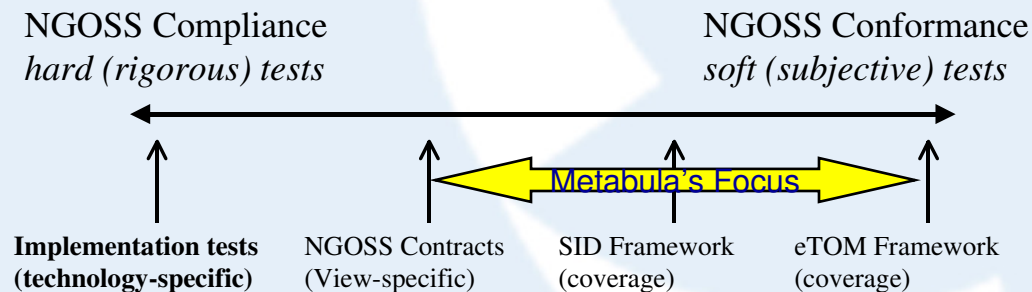 NGOSS Compliance
hard (rigorous) tests
NGOSS Conformance
soft (subjective) tests
Metabula's Focus
Implementation tests
(technology-specific)
NGOSS Contracts
(View-specific)
SID Framework
(coverage)
eTOM Framework
(coverage)